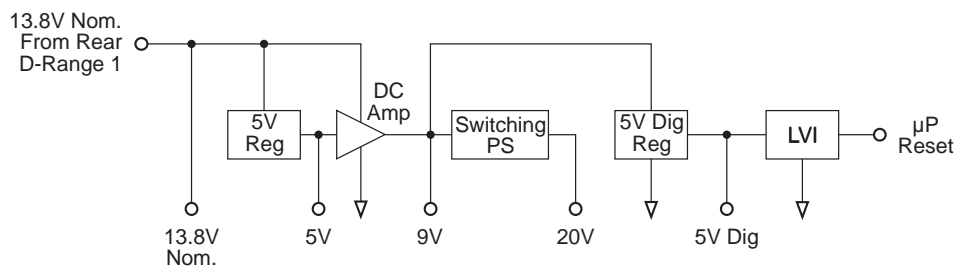 13.8V Nom.
From Rear
D-Range 1
DC
Amp
5V
Reg
Switching
PS
5V Dig
Reg
LVI
µP
Reset
13.8V
Nom.
5V
9V
20V
5V Dig